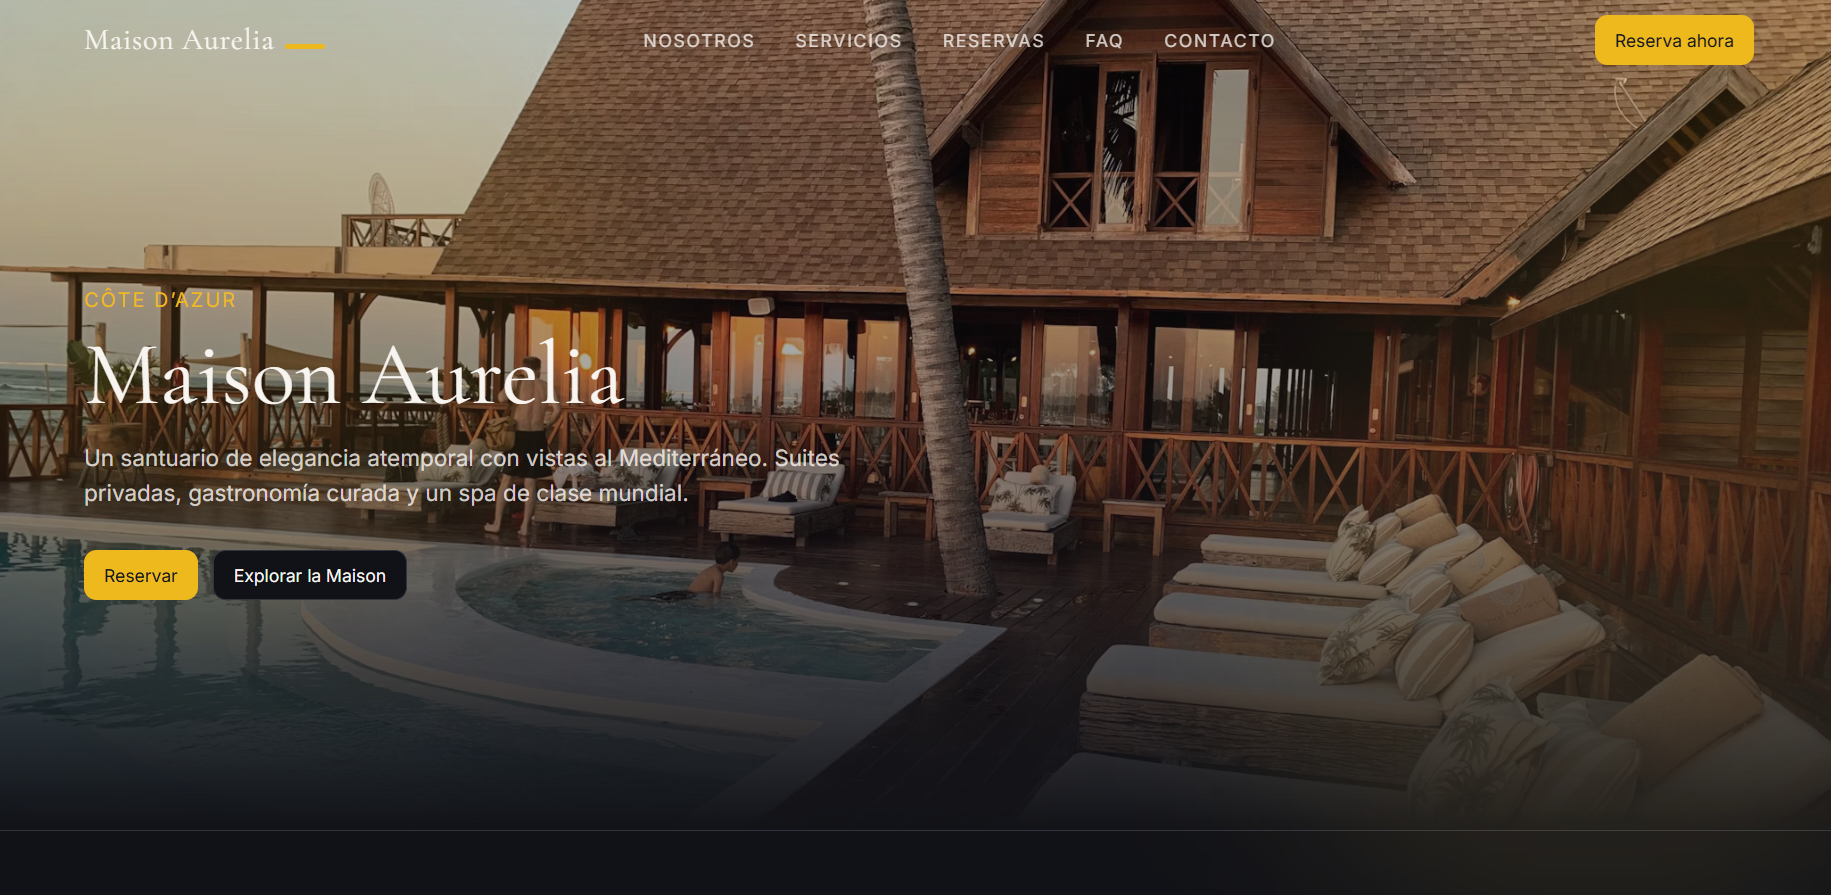 Maison Aurelia
NOSOTROS SERVICIOS RESERVAS FAQ CONTACTO
Reserva ahora
CÔTE D’AZUR
Maison Aurelia
Un santuario de elegancia atemporal con vistas al Mediterráneo. Suites
privadas, gastronomía curada y un spa de clase mundial.
Reservar
Explorar la Maison